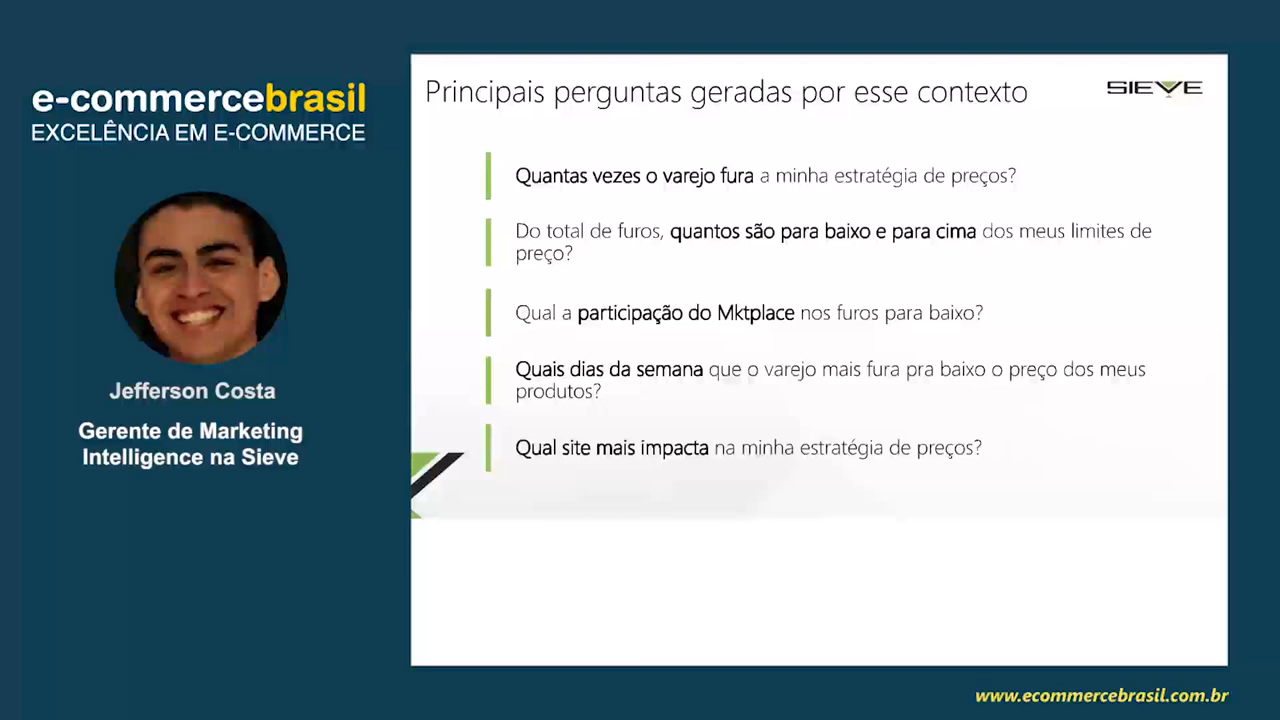 e-commercebrasil
EXCELÊNCIA EM E-COMMERCE
Jefferson Costa
Gerente de Marketing
Intelligence na Sieve
Principais perguntas geradas por esse contexto
SIEVE
Quantas vezes o varejo fura a minha estratégia de preços?
Do total de furos, quantos são para baixo e para cima dos meus limites de
preço?
Qual a participação do Mktplace nos furos para baixo?
Quais dias da semana que o varejo mais fura pra baixo o preço dos meus
produtos?
Qual site mais impacta na minha estratégia de preços?
www.ecommercebrasil.com.br